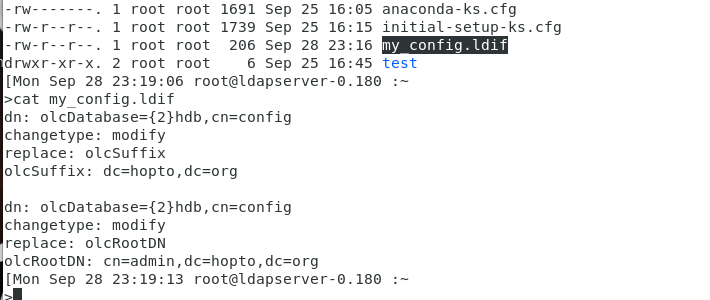 -rw-------. 1 root root 1691 Sep 25 16:05 anaconda-ks.cfg
-rw-r--r--. 1 root root 1739 Sep 25 16:15 initial-setup-ks.cfg
-rw-r--r--. 1 root root  206 Sep 28 23:16 my_config.ldif
drwxr-xr-x. 2 root root    6 Sep 25 16:45 test
[Mon Sep 28 23:19:06 root@ldapserver-0.180 :~
>cat my_config.ldif
dn: olcDatabase={2}hdb,cn=config
changetype: modify
replace: olcSuffix
olcSuffix: dc=hopto,dc=org

dn: olcDatabase={2}hdb,cn=config
changetype: modify
replace: olcRootDN
olcRootDN: cn=admin,dc=hopto,dc=org
[Mon Sep 28 23:19:13 root@ldapserver-0.180 :~
>